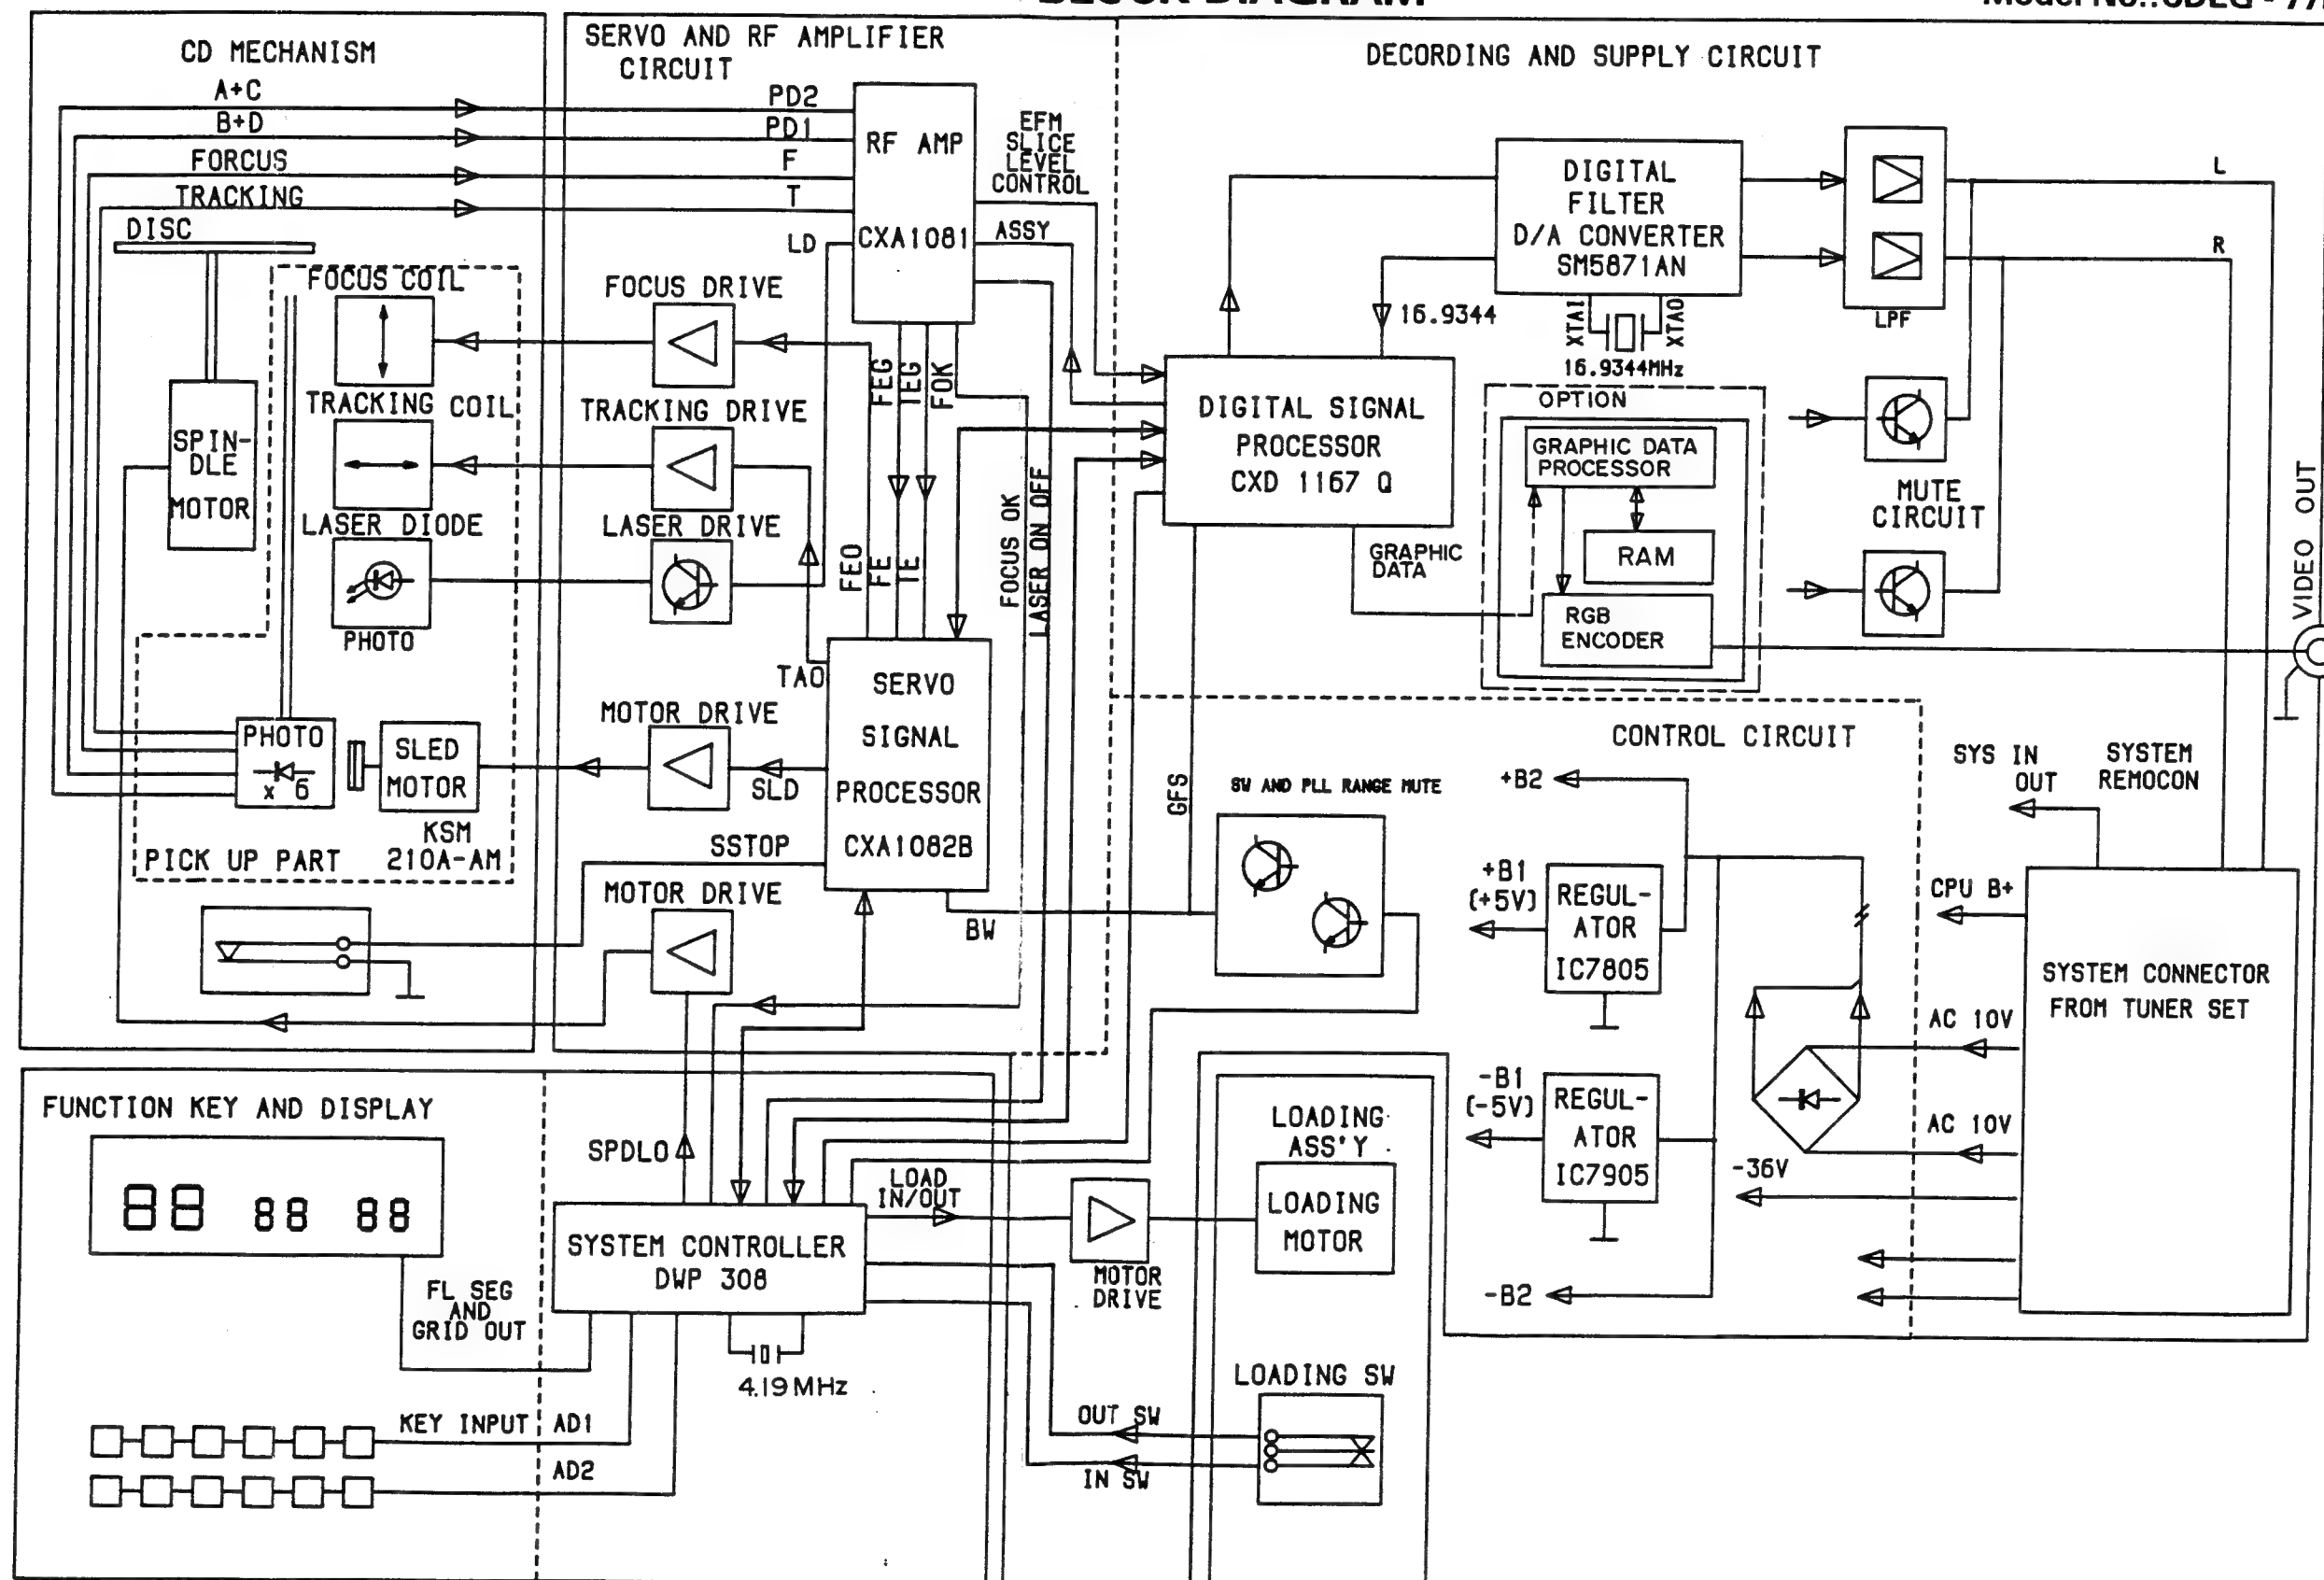 BLOCK DIAGRAM
CD MECHANISM
A+C
B+D
FORCUS
TRACKING
DISC
FOCUS COIL
TRACKING COIL
SPIN-
DLE
MOTOR
LASER DIODE
PHOTO
PHOTO
x 6
SLED
MOTOR
KSM
210A-AM
PICK UP PART
SERVO AND RF AMPLIFIER
CIRCUIT
PD2
PD1
F
T
LD
RF AMP
CXA1081
EFM
SLICE
LEVEL
CONTROL
ASSY
FOCUS DRIVE
TRACKING DRIVE
LASER DRIVE
FEG
TEG
FOK
FEO
FE
TE
FOCUS OK
LASER ON OFF
TAO
MOTOR DRIVE
SLD
SSTOP
MOTOR DRIVE
SERVO
SIGNAL
PROCESSOR
CXA1082B
BW
DECORDING AND SUPPLY CIRCUIT
DIGITAL
FILTER
D/A CONVERTER
SM5871AN
XTAI
XTAO
16.9344MHz
16.9344
LPF
L
R
DIGITAL SIGNAL
PROCESSOR
CXD 1167 Q
OPTION
GRAPHIC DATA
PROCESSOR
RAM
RGB
ENCODER
GRAPHIC
DATA
MUTE
CIRCUIT
VIDEO OUT
GFS
SW AND PLL RANGE MUTE
CONTROL CIRCUIT
+B2
+B1
(+5V)
REGUL-
ATOR
IC7805
-B1
(-5V)
REGUL-
ATOR
IC7905
-B2
SYS IN
OUT
SYSTEM
REMOCON
CPU B+
AC 10V
AC 10V
-36V
SYSTEM CONNECTOR
FROM TUNER SET
FUNCTION KEY AND DISPLAY
88 88 88
FL SEG
AND
GRID OUT
KEY INPUT AD1
AD2
SPDLO
SYSTEM CONTROLLER
DWP 308
4.19MHz
LOAD
IN/OUT
MOTOR
DRIVE
LOADING
ASS'Y
LOADING
MOTOR
LOADING SW
OUT SW
IN SW